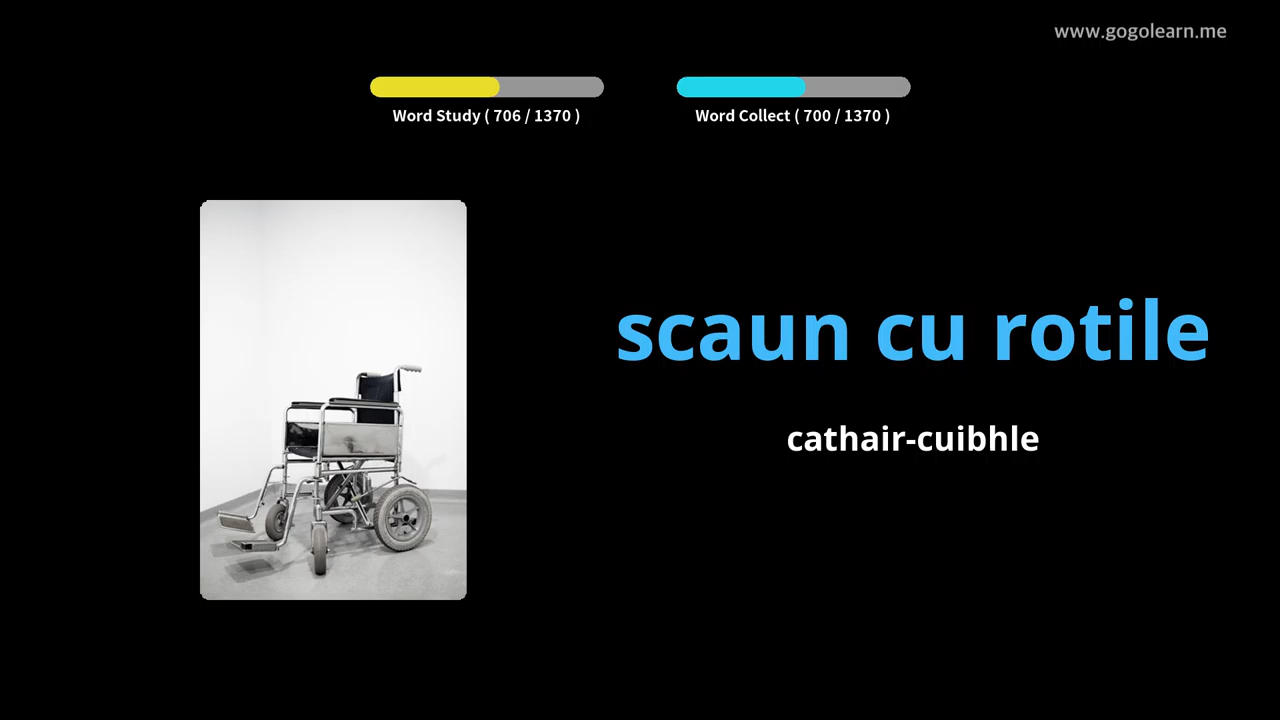 www.gogolearn.me
Word Study ( 706 / 1370 )
Word Collect ( 700 / 1370 )
scaun cu rotile
cathair-cuibhle